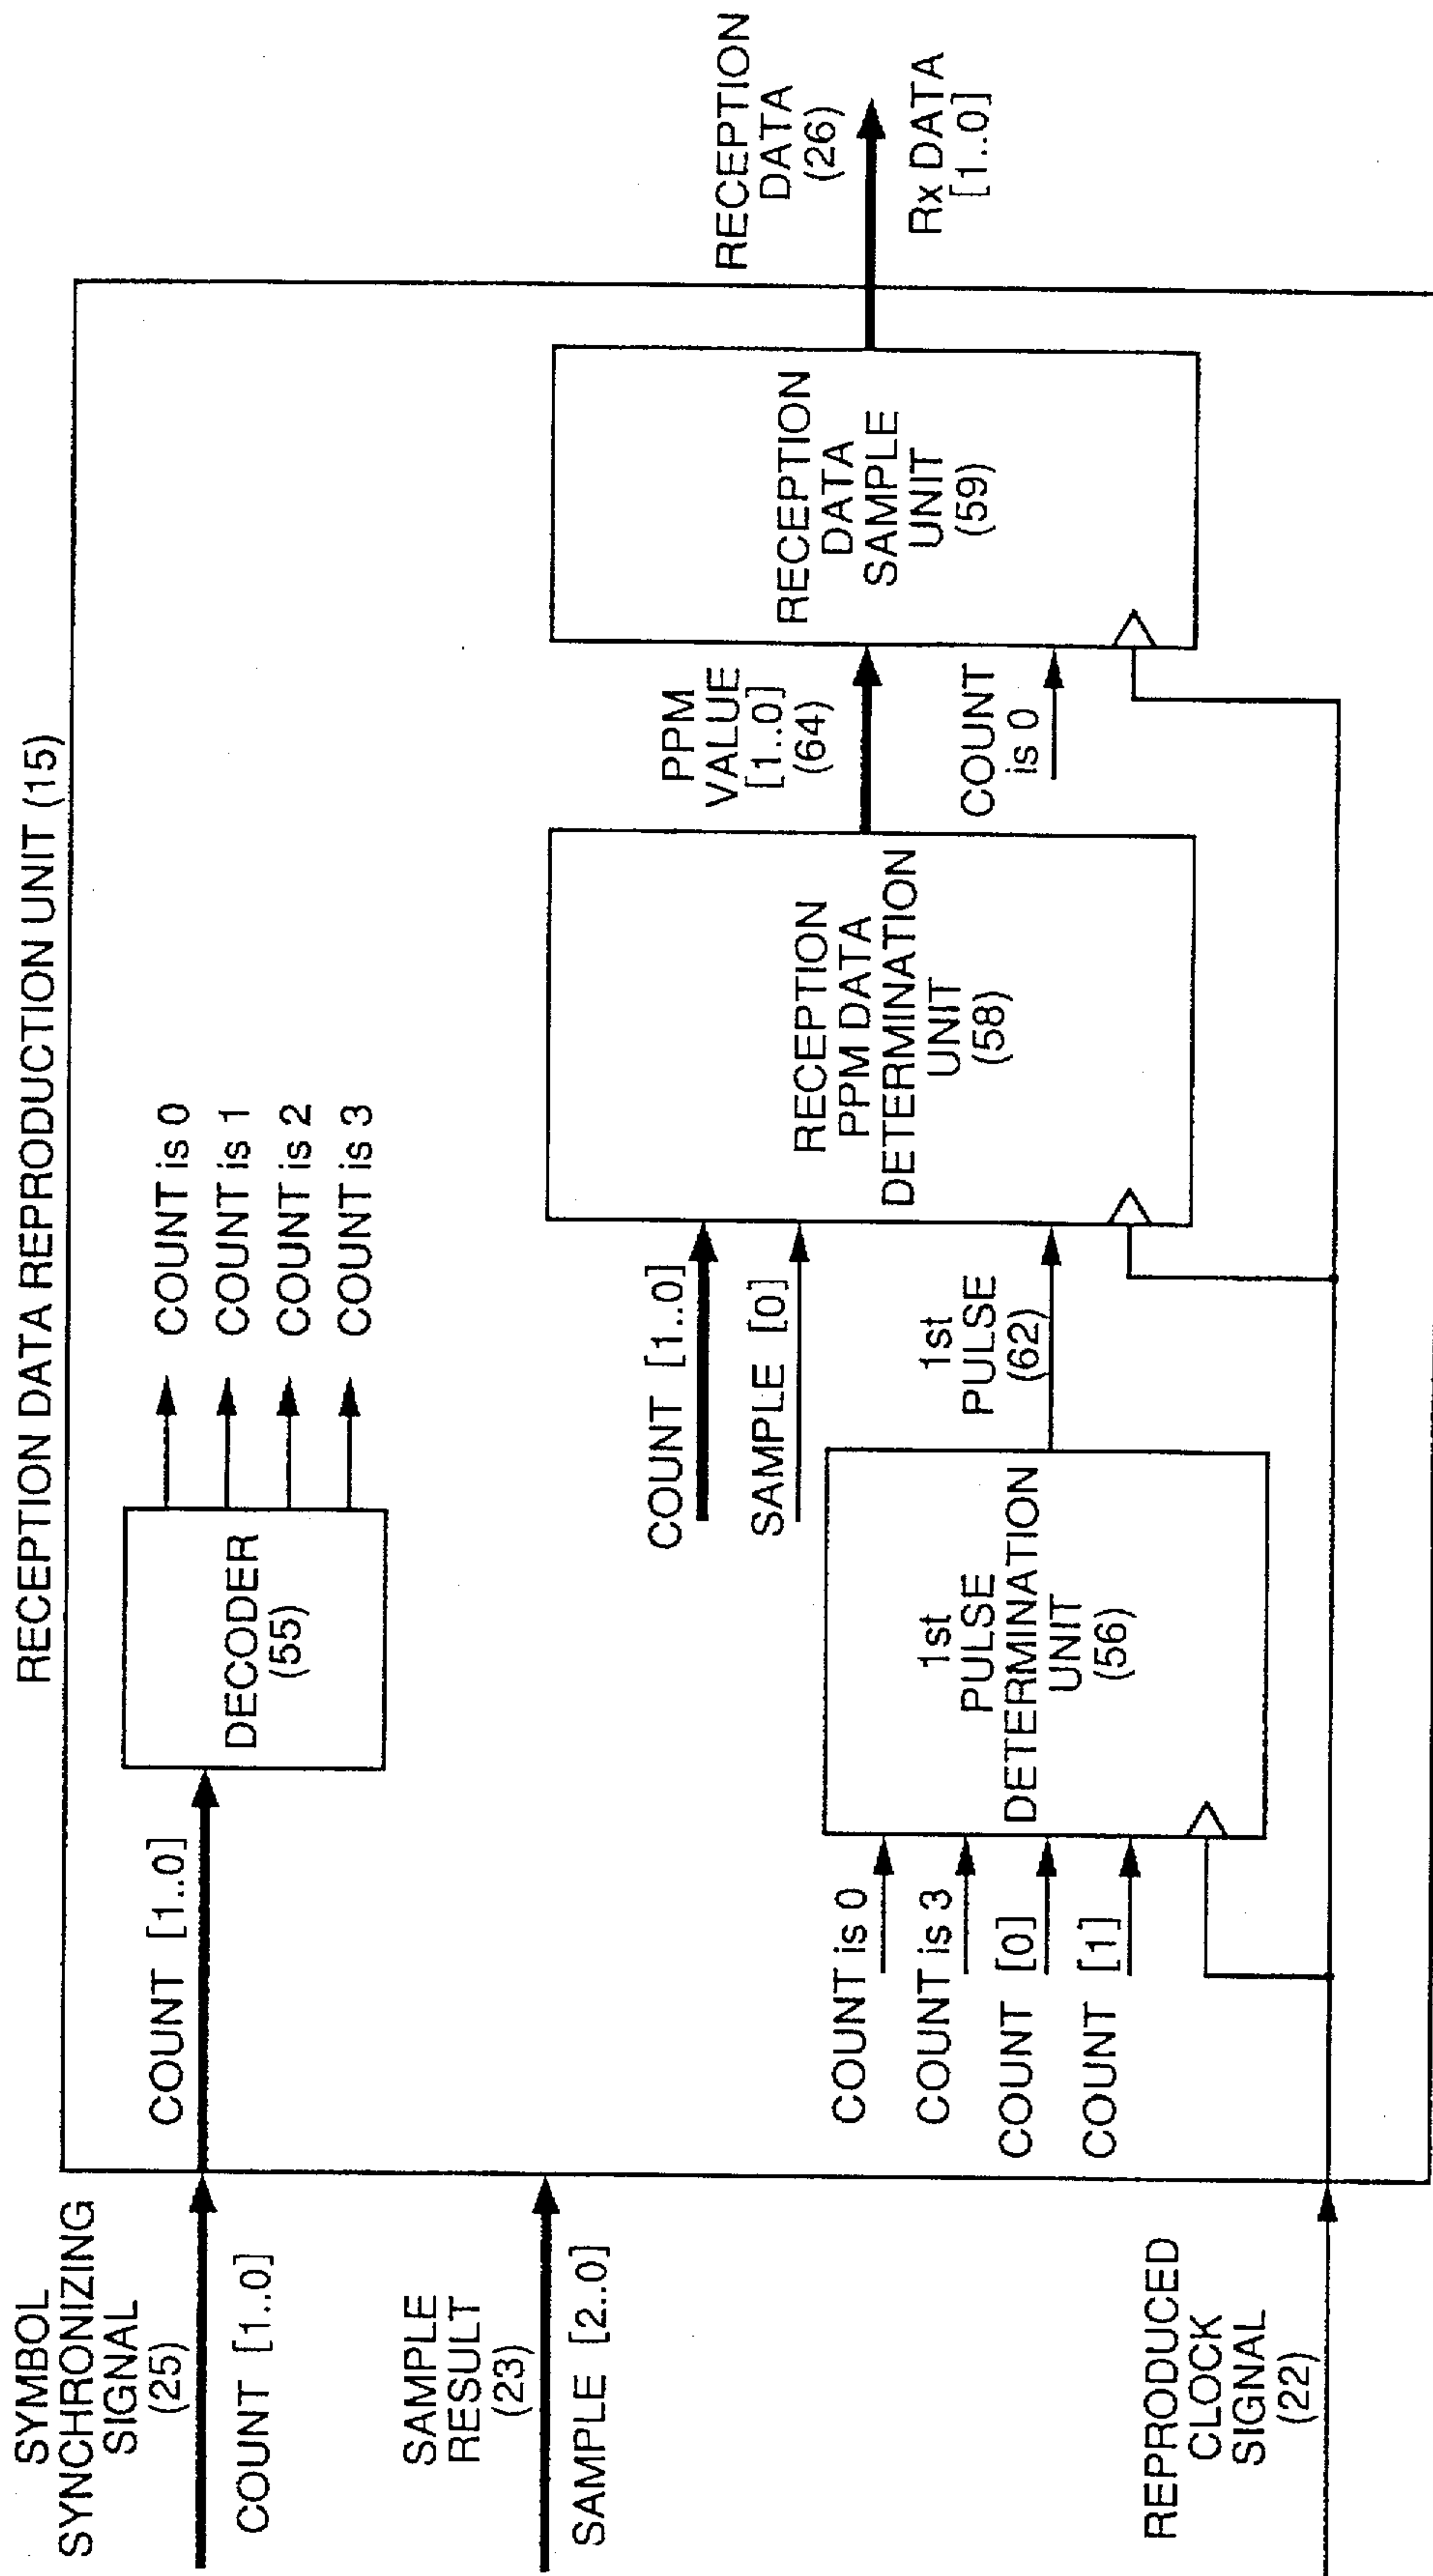 RECEPTION DATA REPRODUCTION UNIT (15)
SYMBOL
SYNCHRONIZING
SIGNAL
(25)
COUNT [1..0]
COUNT [1..0]
DECODER
(55)
COUNT is 0
COUNT is 1
COUNT is 2
COUNT is 3
SAMPLE
RESULT
(23)
SAMPLE [2..0]
REPRODUCED
CLOCK
SIGNAL
(22)
COUNT is 0
COUNT is 3
COUNT [0]
COUNT [1]
1st
PULSE
DETERMINATION
UNIT
(56)
COUNT [1..0]
SAMPLE [0]
1st
PULSE
(62)
RECEPTION
PPM DATA
DETERMINATION
UNIT
(58)
PPM
VALUE
[1..0]
(64)
COUNT
is 0
RECEPTION
DATA
SAMPLE
UNIT
(59)
RECEPTION
DATA
(26)
Rx DATA
[1..0]